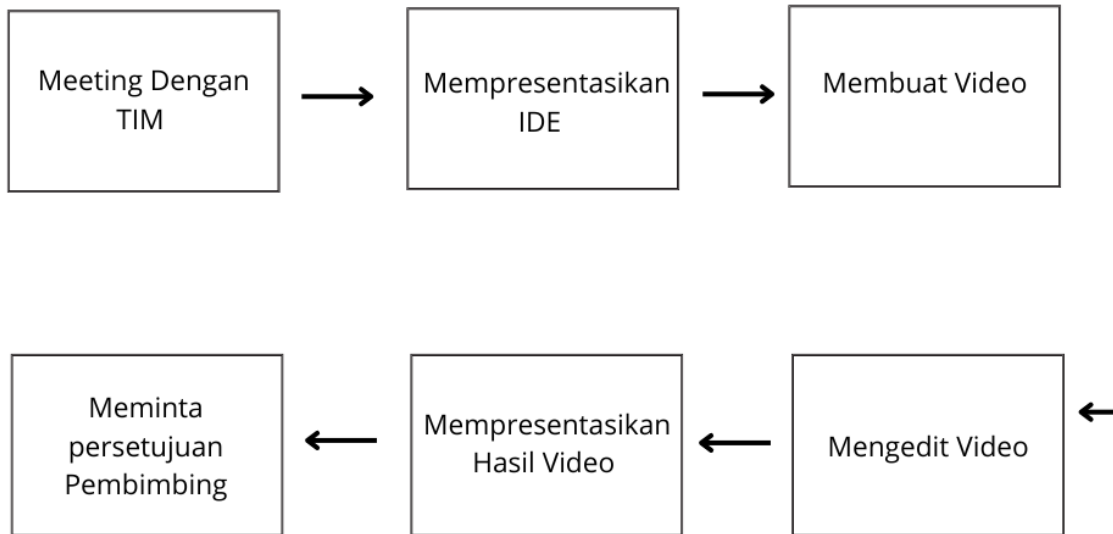 Meeting Dengan
TIM
Mempresentasikan
IDE
Membuat Video
Meminta
persetujuan
Pembimbing
Mempresentasikan
Hasil Video
Mengedit Video